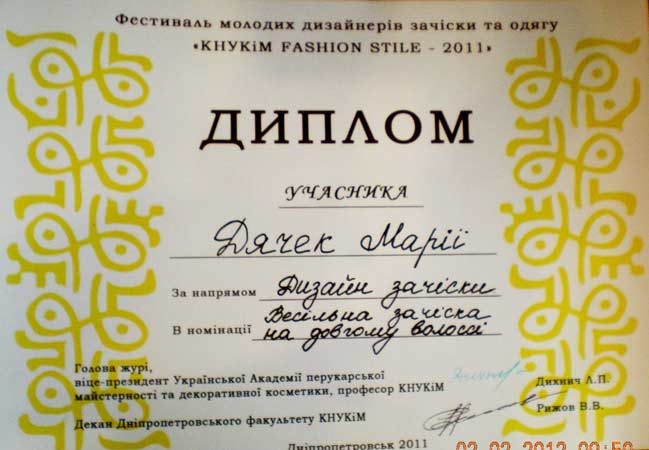 Фестиваль молодих дизайнерів зачіски та одягу
«КНУКіМ FASHION STILE - 2011»
ДИПЛОМ
УЧАСНИКА
Дячек Марії
За напрямом Дизайн зачіски
В номінації Весільна зачіска
на довгому волоссі
Голова журі,
віце-президент Української Академії перукарської
майстерності та декоративної косметики, професор КНУКіМ
Дихнич Л.П.
Декан Дніпропетровського факультету КНУКіМ
Рижов В.В.
Дніпропетровськ 2011